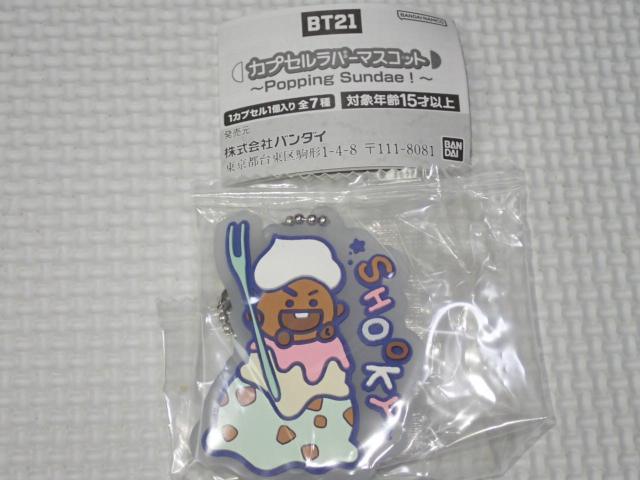 BT21
BANDAI NAMCO
カプセルラバーマスコット
～Popping Sundae！～
1カプセル1個入り 全7種
対象年齢15才以上
発売元
株式会社バンダイ
東京都台東区駒形1-4-8 〒111-8081
BAN
DAI
SHOOKY